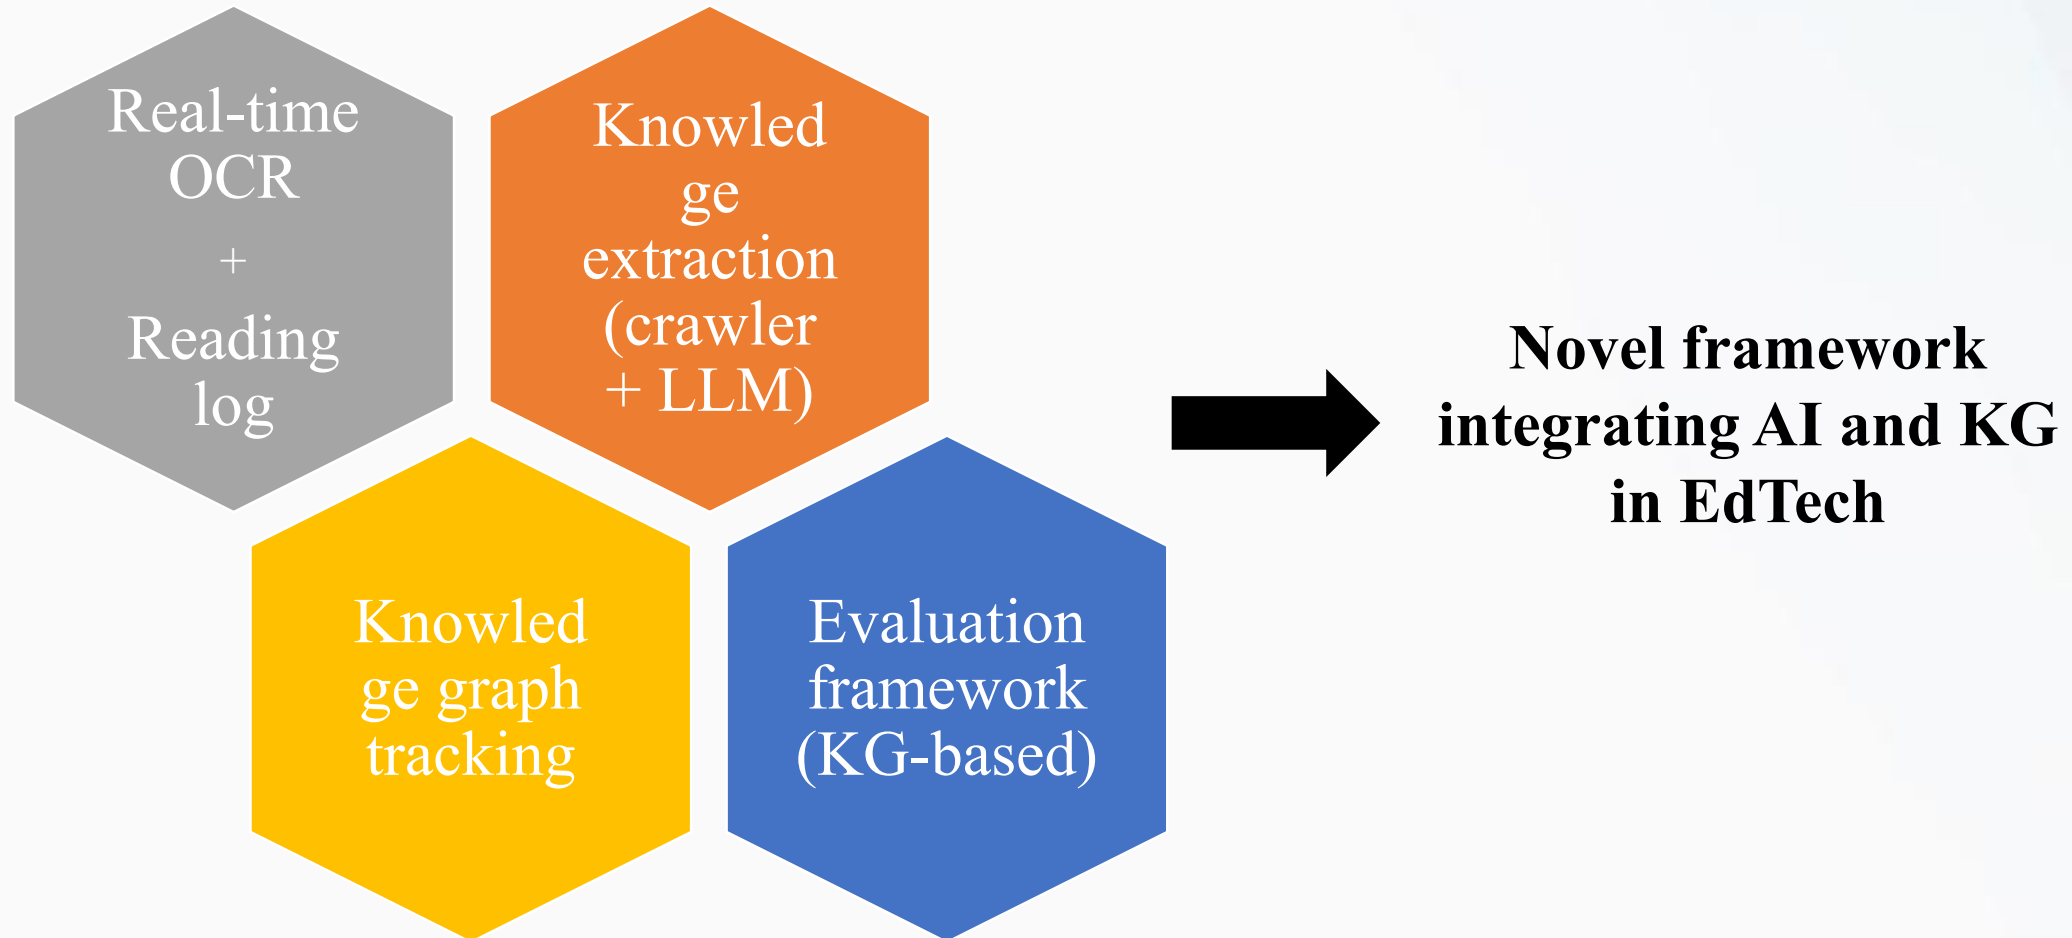 Real-time
OCR
+
Reading
log
Knowled
ge
extraction
(crawler
+ LLM)
Knowled
ge graph
tracking
Evaluation
framework
(KG-based)
Novel framework
integrating AI and KG
in EdTech